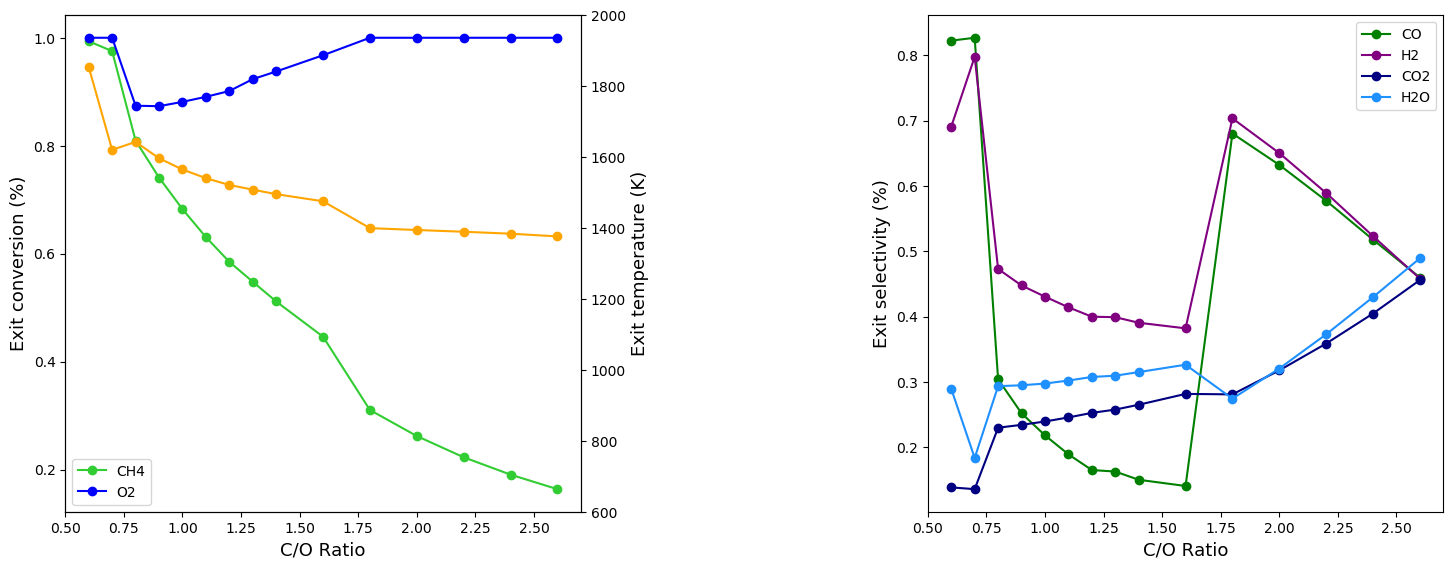 Exit conversion (%)
1.0
0.8
0.6
0.4
0.2
CH4
O2
0.50 0.75 1.00 1.25 1.50 1.75 2.00 2.25 2.50
C/O Ratio
2000
1800
1600
1400
1200
1000
800
600
Exit temperature (K)
Exit selectivity (%)
0.8
0.7
0.6
0.5
0.4
0.3
0.2
CO
H2
CO2
H2O
0.50 0.75 1.00 1.25 1.50 1.75 2.00 2.25 2.50
C/O Ratio